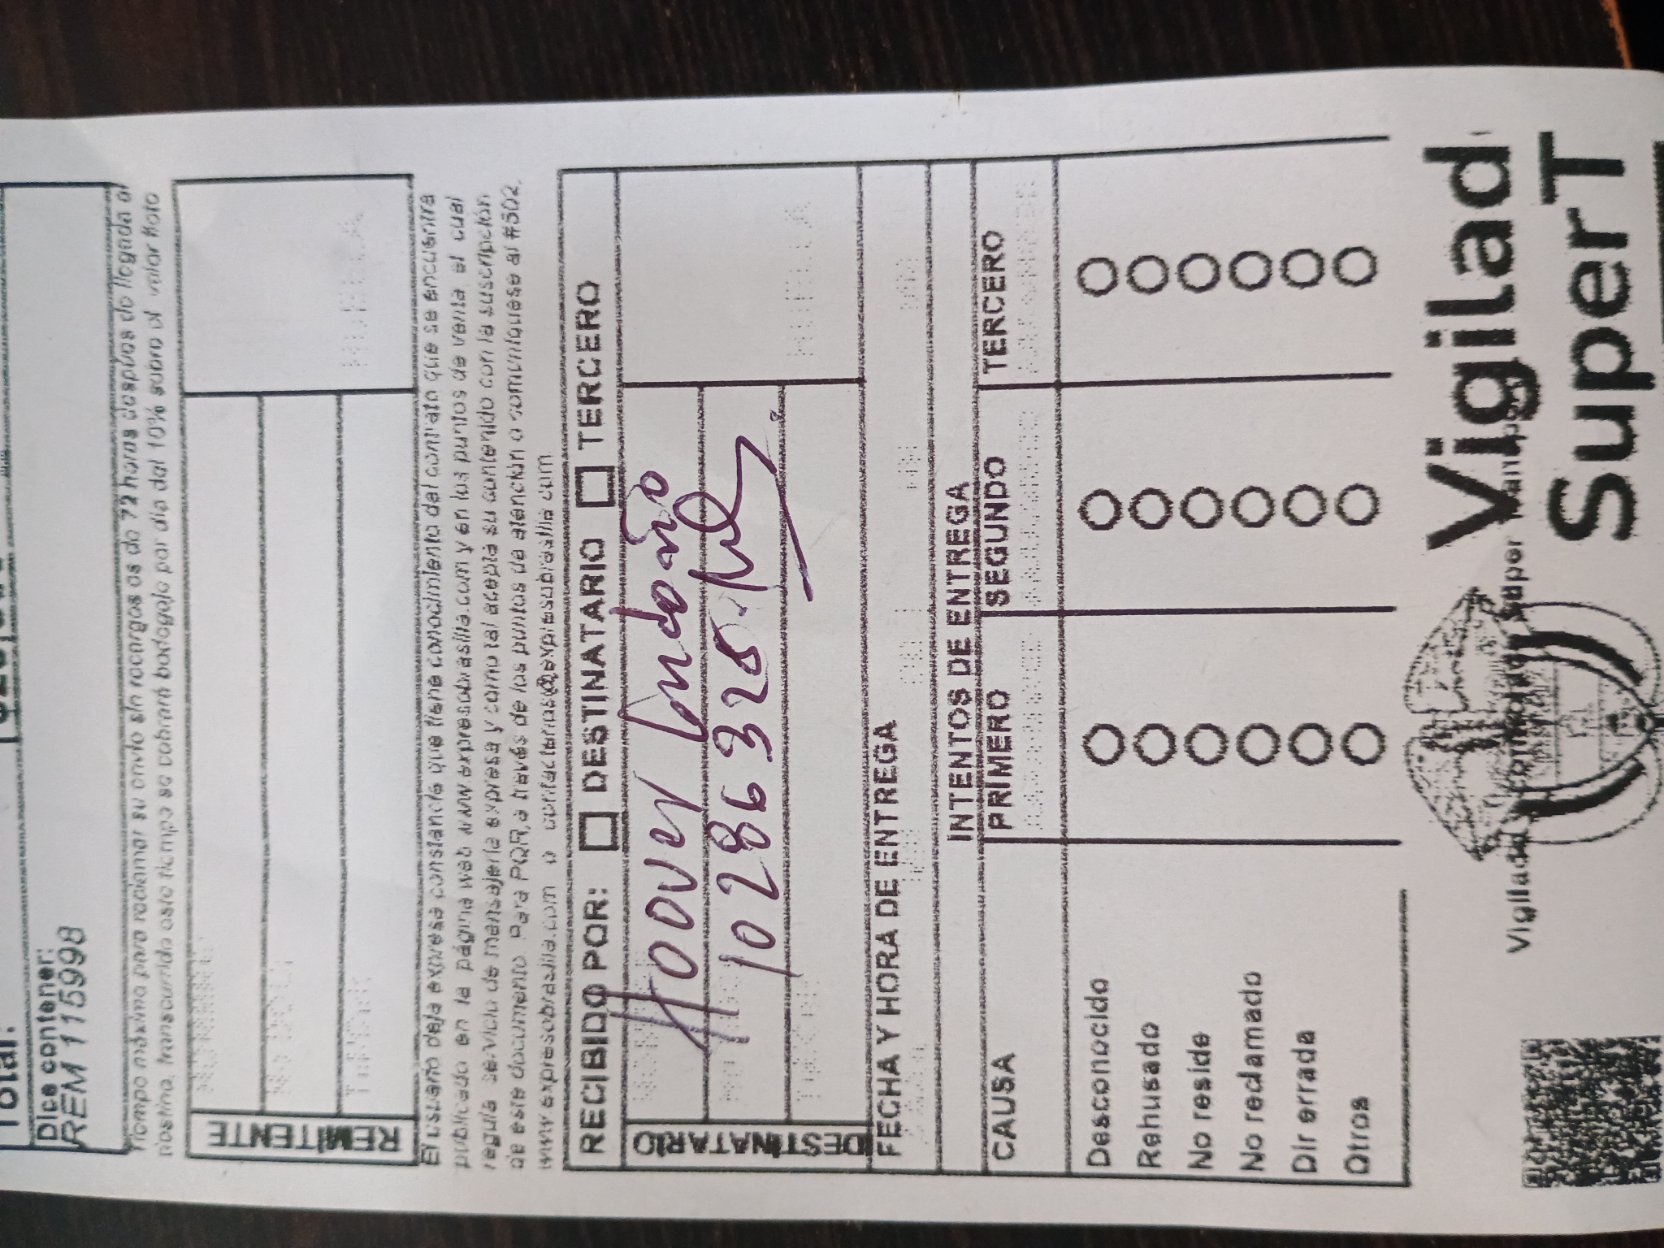 Total:
Dice contener:
REM 115998
Tiempo máximo para reclamar su envío sin recargos es de 72 horas después de llegada al
destino, transcurrido este tiempo se cobrará bodegaje por día del 10% sobre el valor flete
REMITENTE
NOMBRE
El usuario deja expresa constancia que tiene conocimiento del contrato que se encuentra
publicado en la página web www.expresobrasilia.com y en los puntos de venta el cual
regula servicio de mensajería expresa y como tal acepta su contenido con la suscripción
de este documento. Para PQR,a través de los puntos de atención o comuníquese al #502,
www.expresobrasilia.com o contactenos@expresobrasilia.com
RECIBIDO POR: DESTINATARIO TERCERO
DESTINATARIO
Hoover Londoño
1028632
HUELLA
FECHA Y HORA DE ENTREGA
INTENTOS DE ENTREGA
PRIMERO SEGUNDO TERCERO
CAUSA
Desconocido
Rehusado
No reside
No reclamado
Dir errada
Otros
Vigilad
SuperT